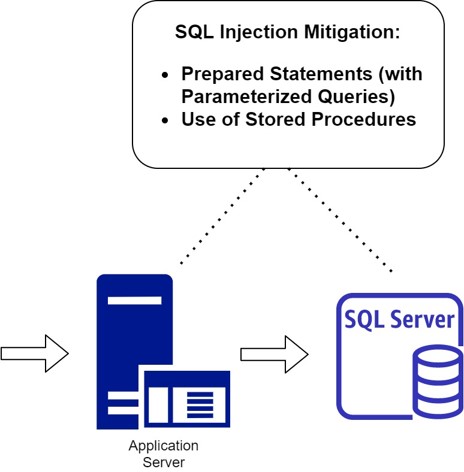 SQL Injection Mitigation:
• Prepared Statements (with
Parameterized Queries)
• Use of Stored Procedures
SQL Server
Application
Server